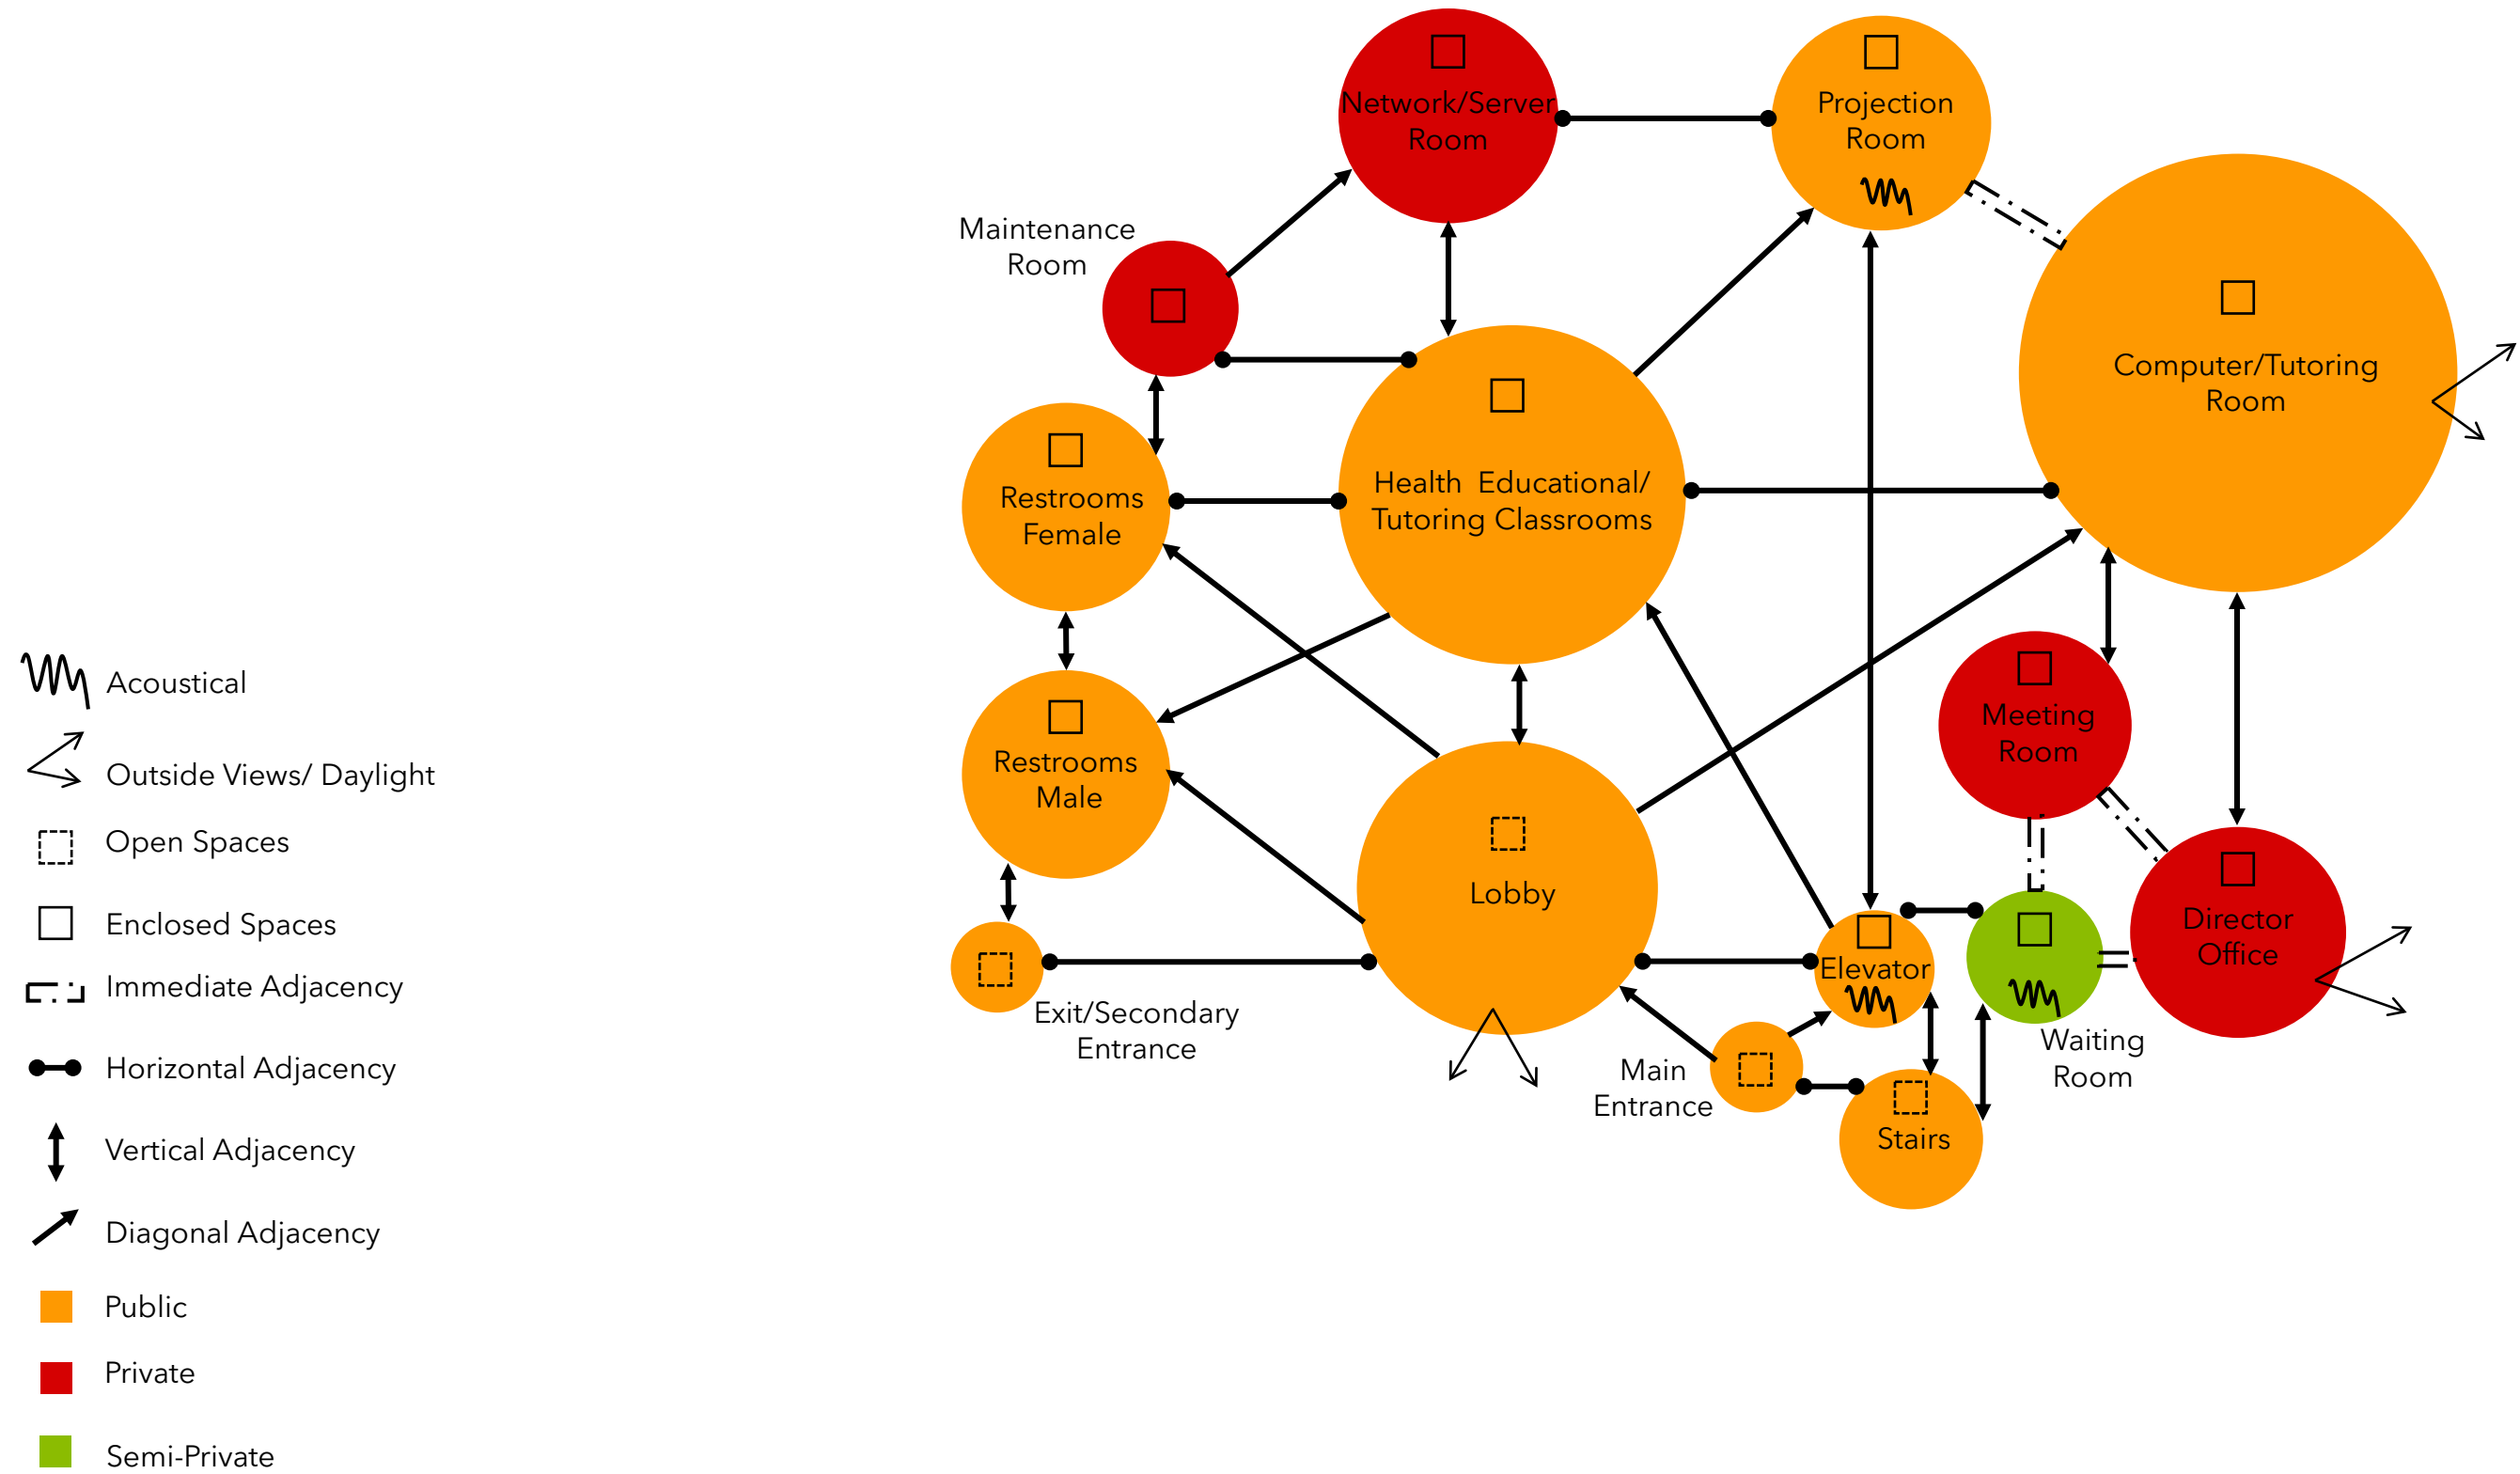 Network/Server
Room
Projection
Room
Maintenance
Room
Computer/Tutoring
Room
Restrooms
Female
Health  Educational/
Tutoring Classrooms
Meeting
Room
Restrooms
Male
Lobby
Director
Office
Elevator
Exit/Secondary
Entrance
Waiting
Room
Main
Entrance
Stairs
Acoustical
Outside Views/ Daylight
Open Spaces
Enclosed Spaces
Immediate Adjacency
Horizontal Adjacency
Vertical Adjacency
Diagonal Adjacency
Public
Private
Semi-Private